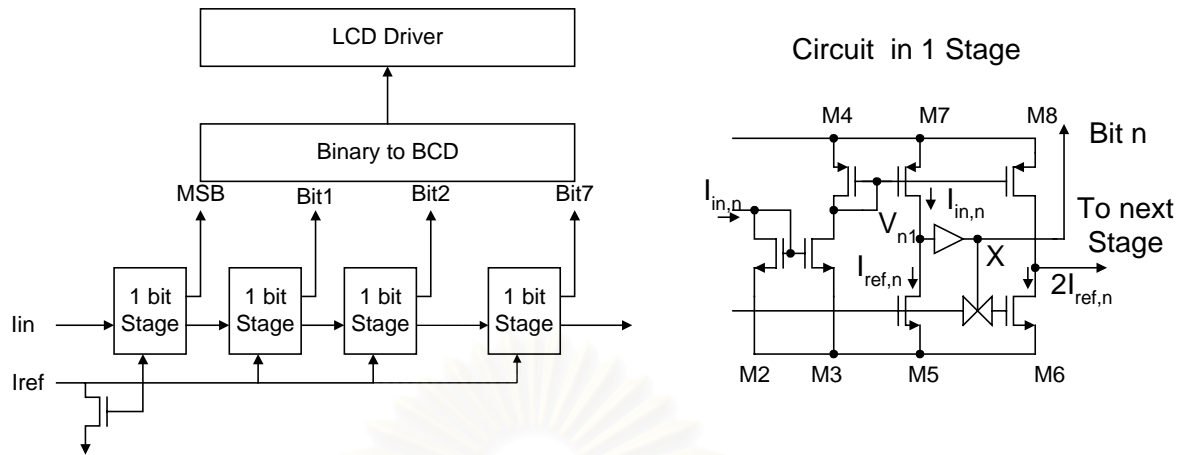 LCD Driver
Binary to BCD
MSB
Bit1
Bit2
Bit7
1 bit
Stage
1 bit
Stage
1 bit
Stage
1 bit
Stage
Iin
Iref
Circuit in 1 Stage
M4
M7
M8
Bit n
I_in,n
I_in,n
V_n1
To next
Stage
X
I_ref,n
2I_ref,n
M2
M3
M5
M6